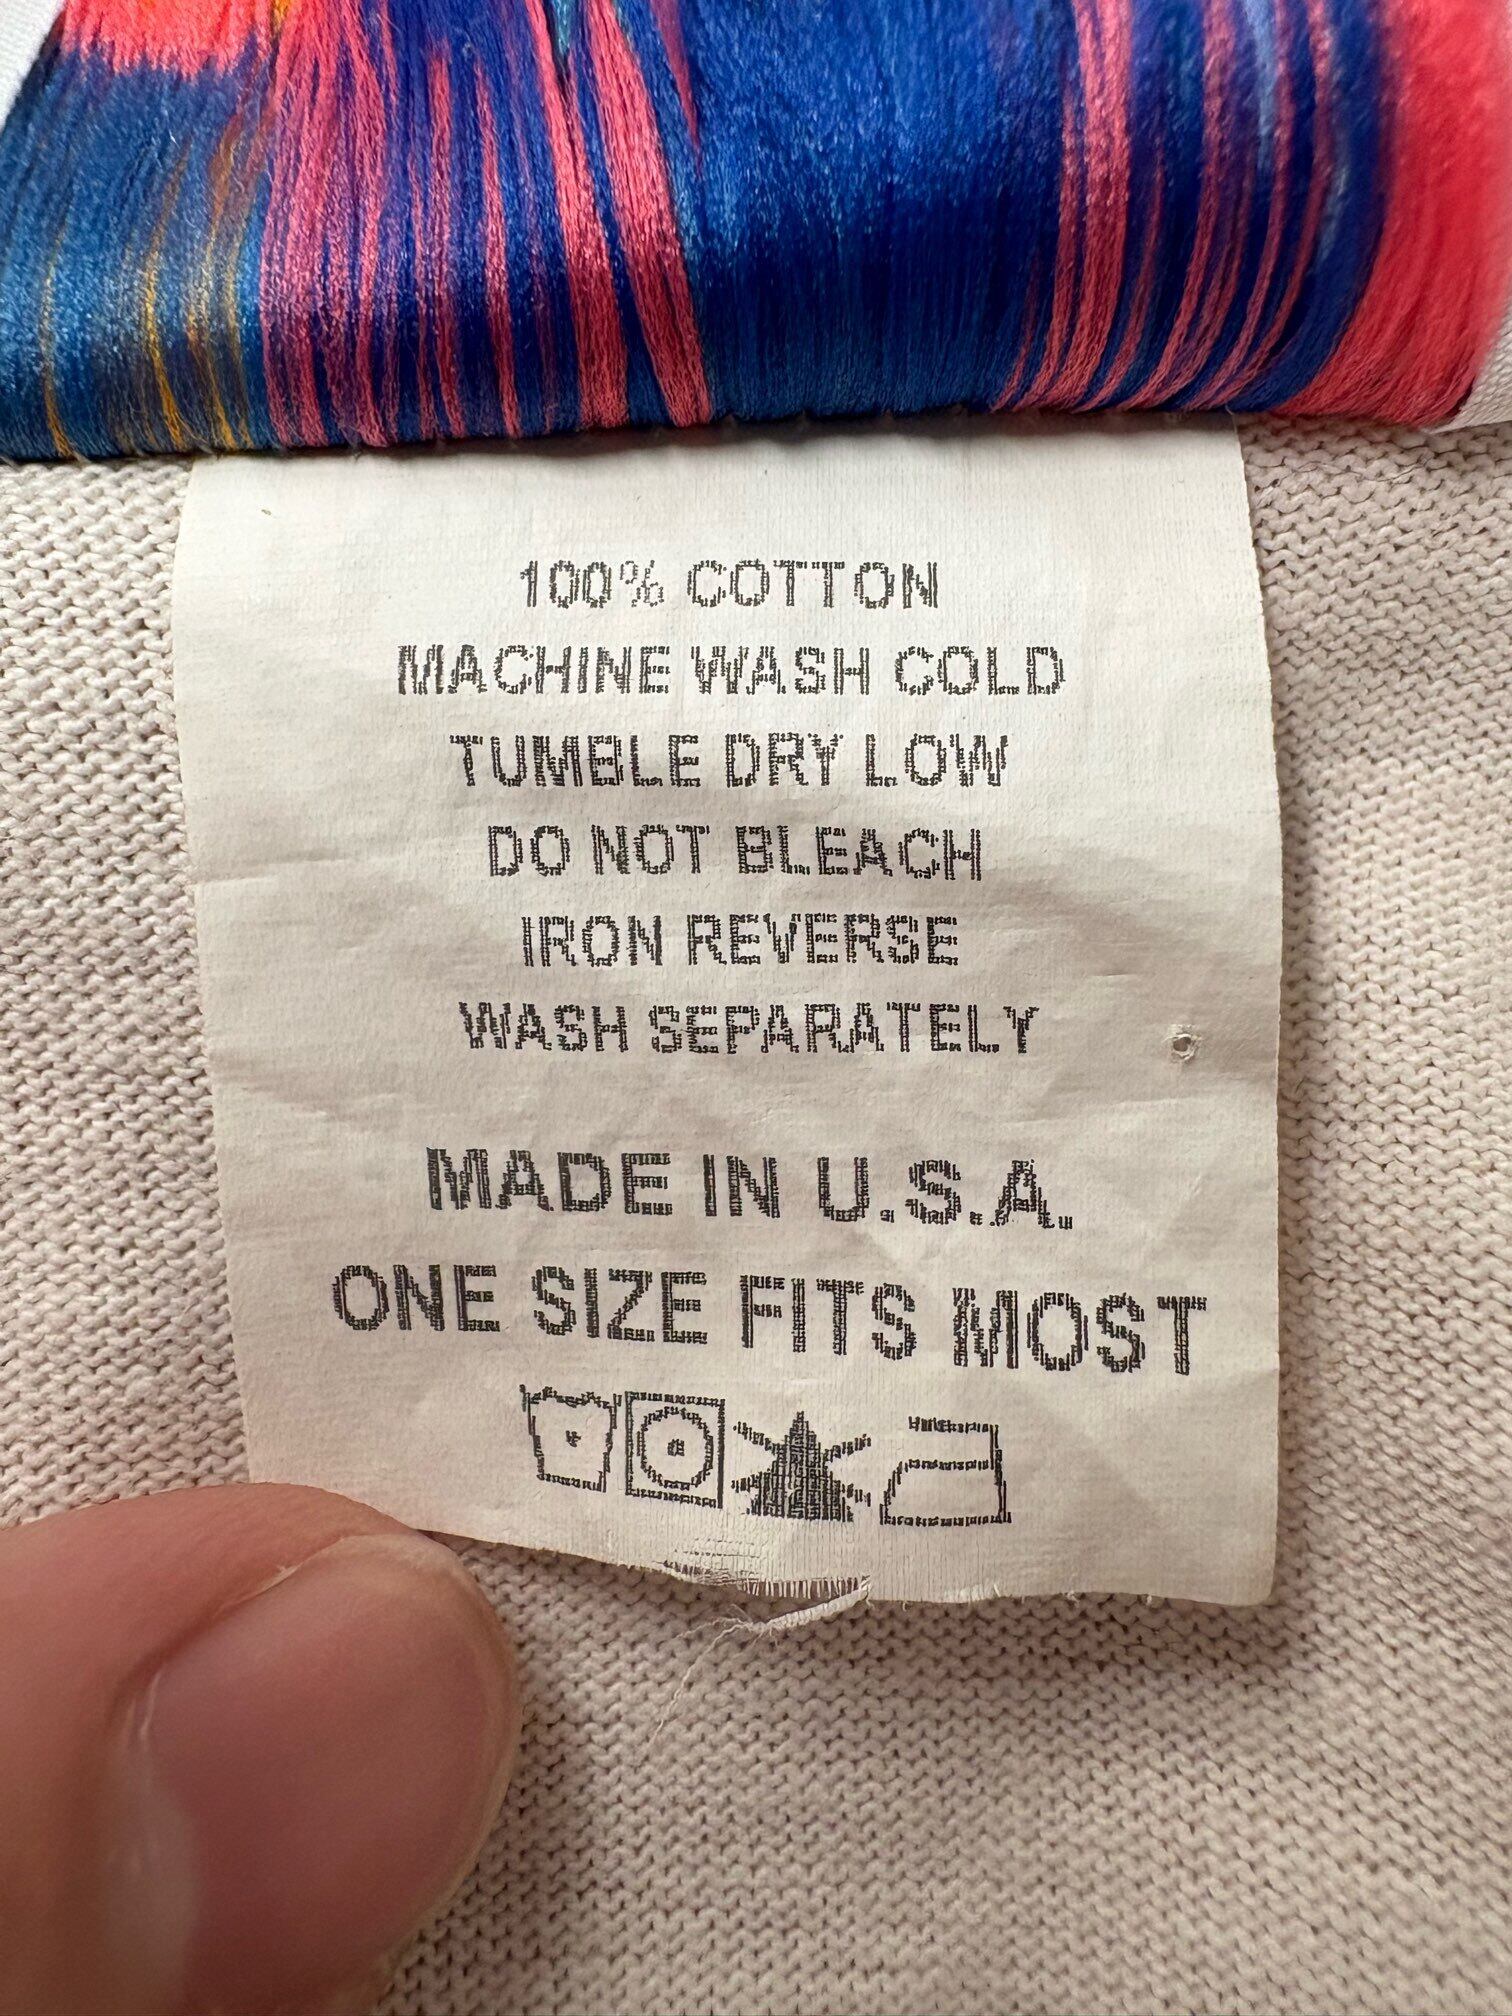 100% COTTON
MACHINE WASH COLD
TUMBLE DRY LOW
DO NOT BLEACH
IRON REVERSE
WASH SEPARATELY
MADE IN U.S.A.
ONE SIZE FITS MOST